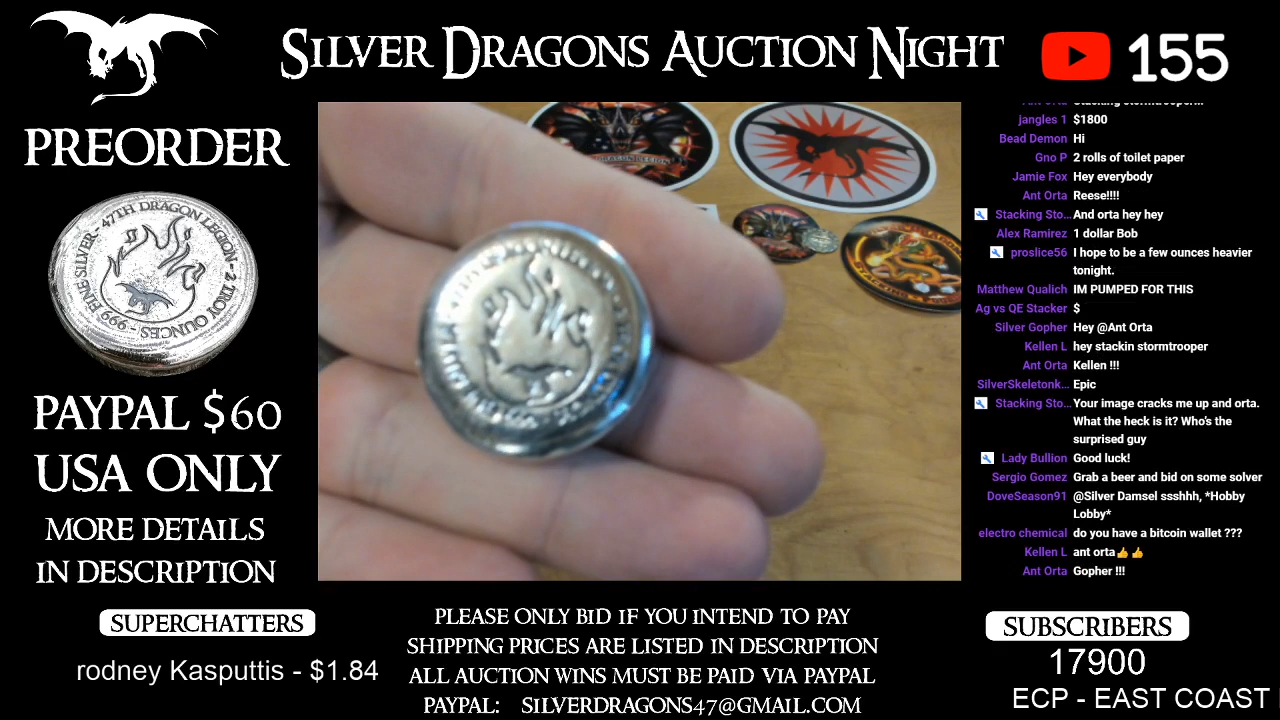 SILVER DRAGONS AUCTION NIGHT
155
PREORDER
47TH DRAGON LEGION - 2 TROY OUNCES - .999 FINE SILVER -
PAYPAL $60
USA ONLY
MORE DETAILS
IN DESCRIPTION
DRAGON LEGION
jangles 1 $1800
Bead Demon Hi
Gno P 2 rolls of toilet paper
Jamie Fox Hey everybody
Ant Orta Reese!!!!
Stacking Sto... And orta hey hey
Alex Ramirez 1 dollar Bob
proslice56 I hope to be a few ounces heavier
tonight.
Matthew Qualich IM PUMPED FOR THIS
Ag vs QE Stacker $
Silver Gopher Hey @Ant Orta
Kellen L hey stackin stormtrooper
Ant Orta Kellen !!!
SilverSkeletonk... Epic
Stacking Sto... Your image cracks me up and orta.
What the heck is it? Who's the
surprised guy
Lady Bullion Good luck!
Sergio Gomez Grab a beer and bid on some solver
DoveSeason91 @Silver Damsel sssshhh, *Hobby
Lobby*
electro chemical do you have a bitcoin wallet ???
Kellen L ant orta👍👍
Ant Orta Gopher !!!
SUPERCHATTERS
rodney Kasputtis - $1.84
PLEASE ONLY BID IF YOU INTEND TO PAY
SHIPPING PRICES ARE LISTED IN DESCRIPTION
ALL AUCTION WINS MUST BE PAID VIA PAYPAL
PAYPAL: SILVERDRAGONS47@GMAIL.COM
SUBSCRIBERS
17900
ECP - EAST COAST